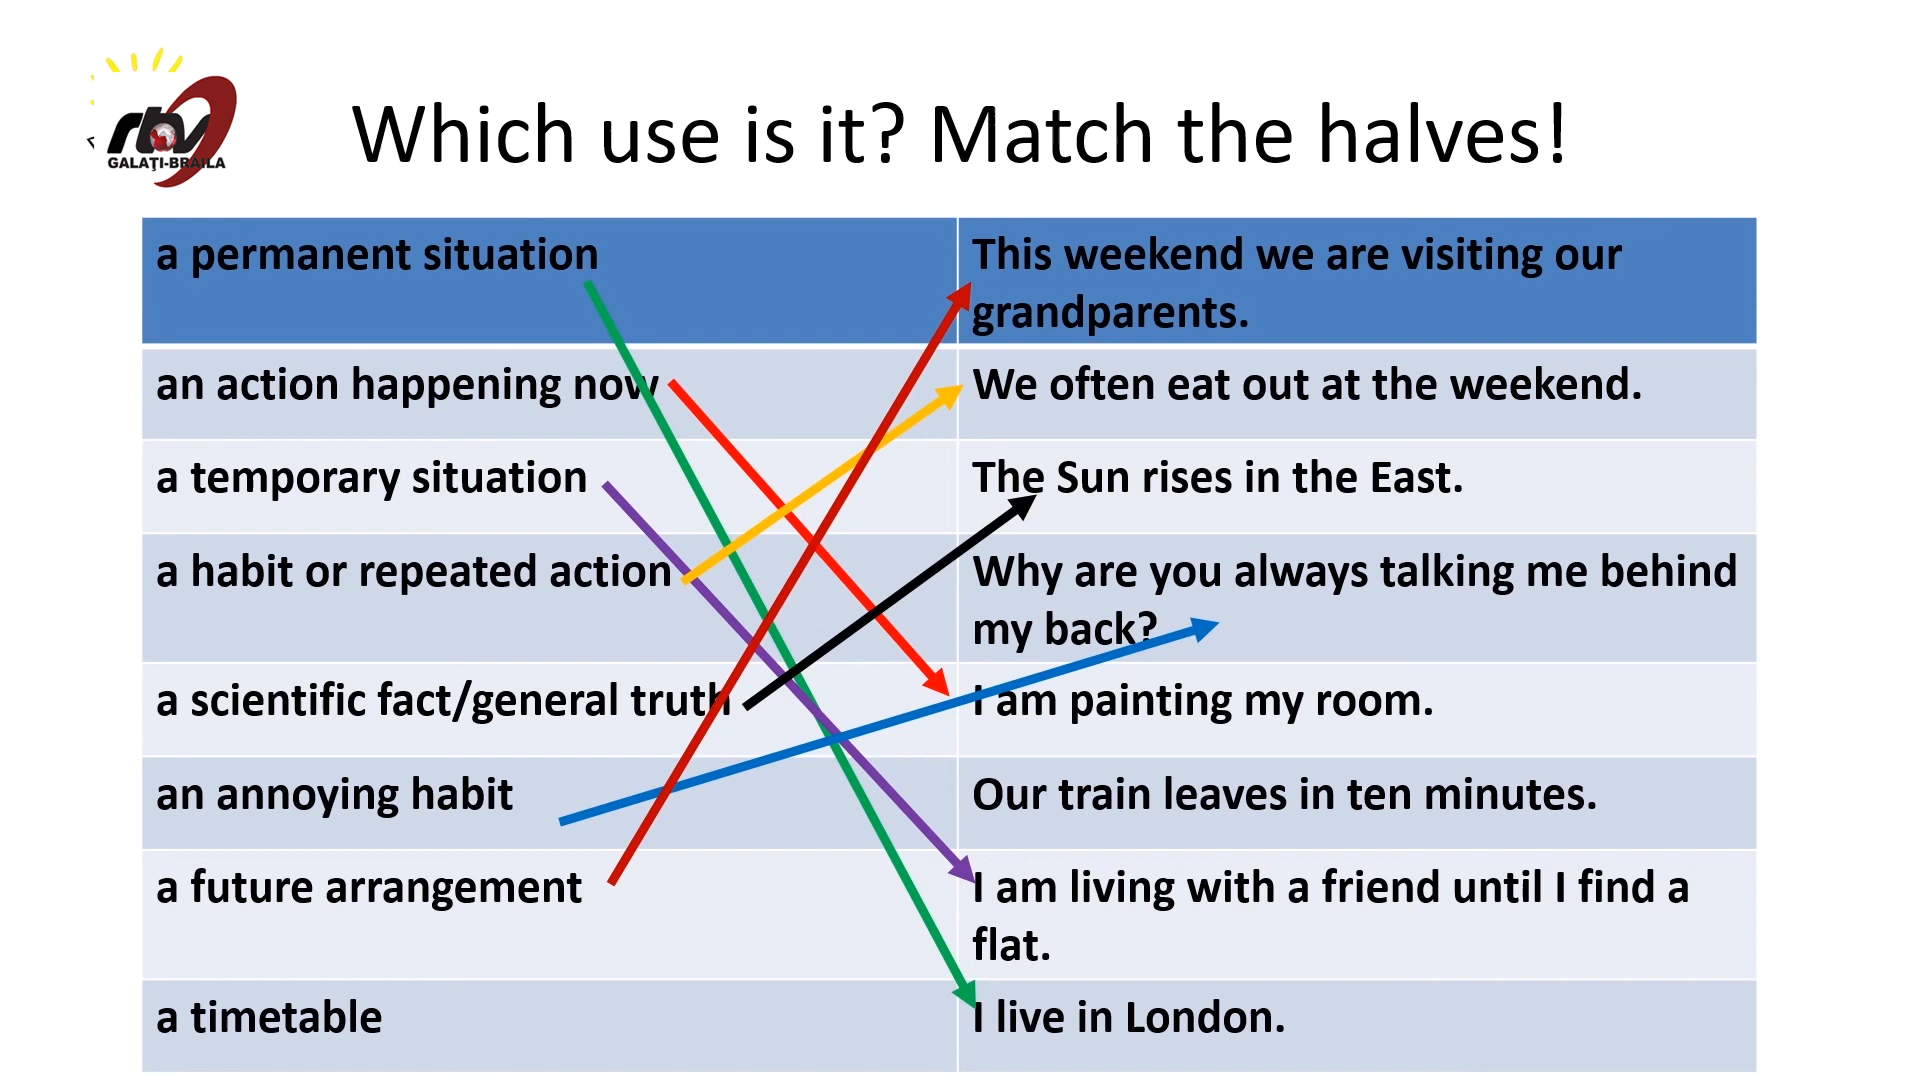 rtv
GALAŢI-BRAILA
Which use is it? Match the halves!
a permanent situation
This weekend we are visiting our
grandparents.
an action happening now
We often eat out at the weekend.
a temporary situation
The Sun rises in the East.
a habit or repeated action
Why are you always talking me behind
my back?
a scientific fact/general truth
I am painting my room.
an annoying habit
Our train leaves in ten minutes.
a future arrangement
I am living with a friend until I find a
flat.
a timetable
I live in London.